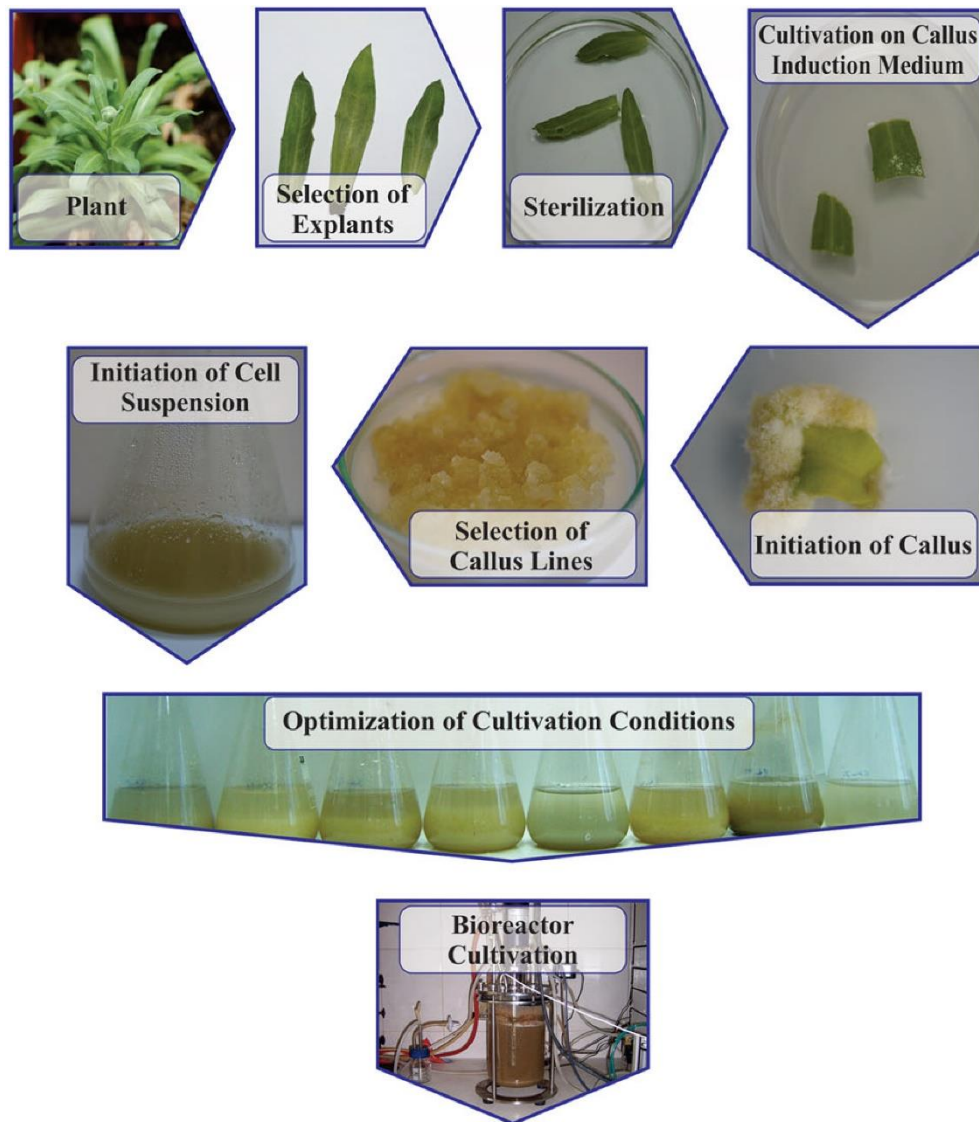 Plant
Selection of
Explants
Sterilization
Cultivation on Callus
Induction Medium
Initiation of Callus
Selection of
Callus Lines
Initiation of Cell
Suspension
Optimization of Cultivation Conditions
Bioreactor
Cultivation